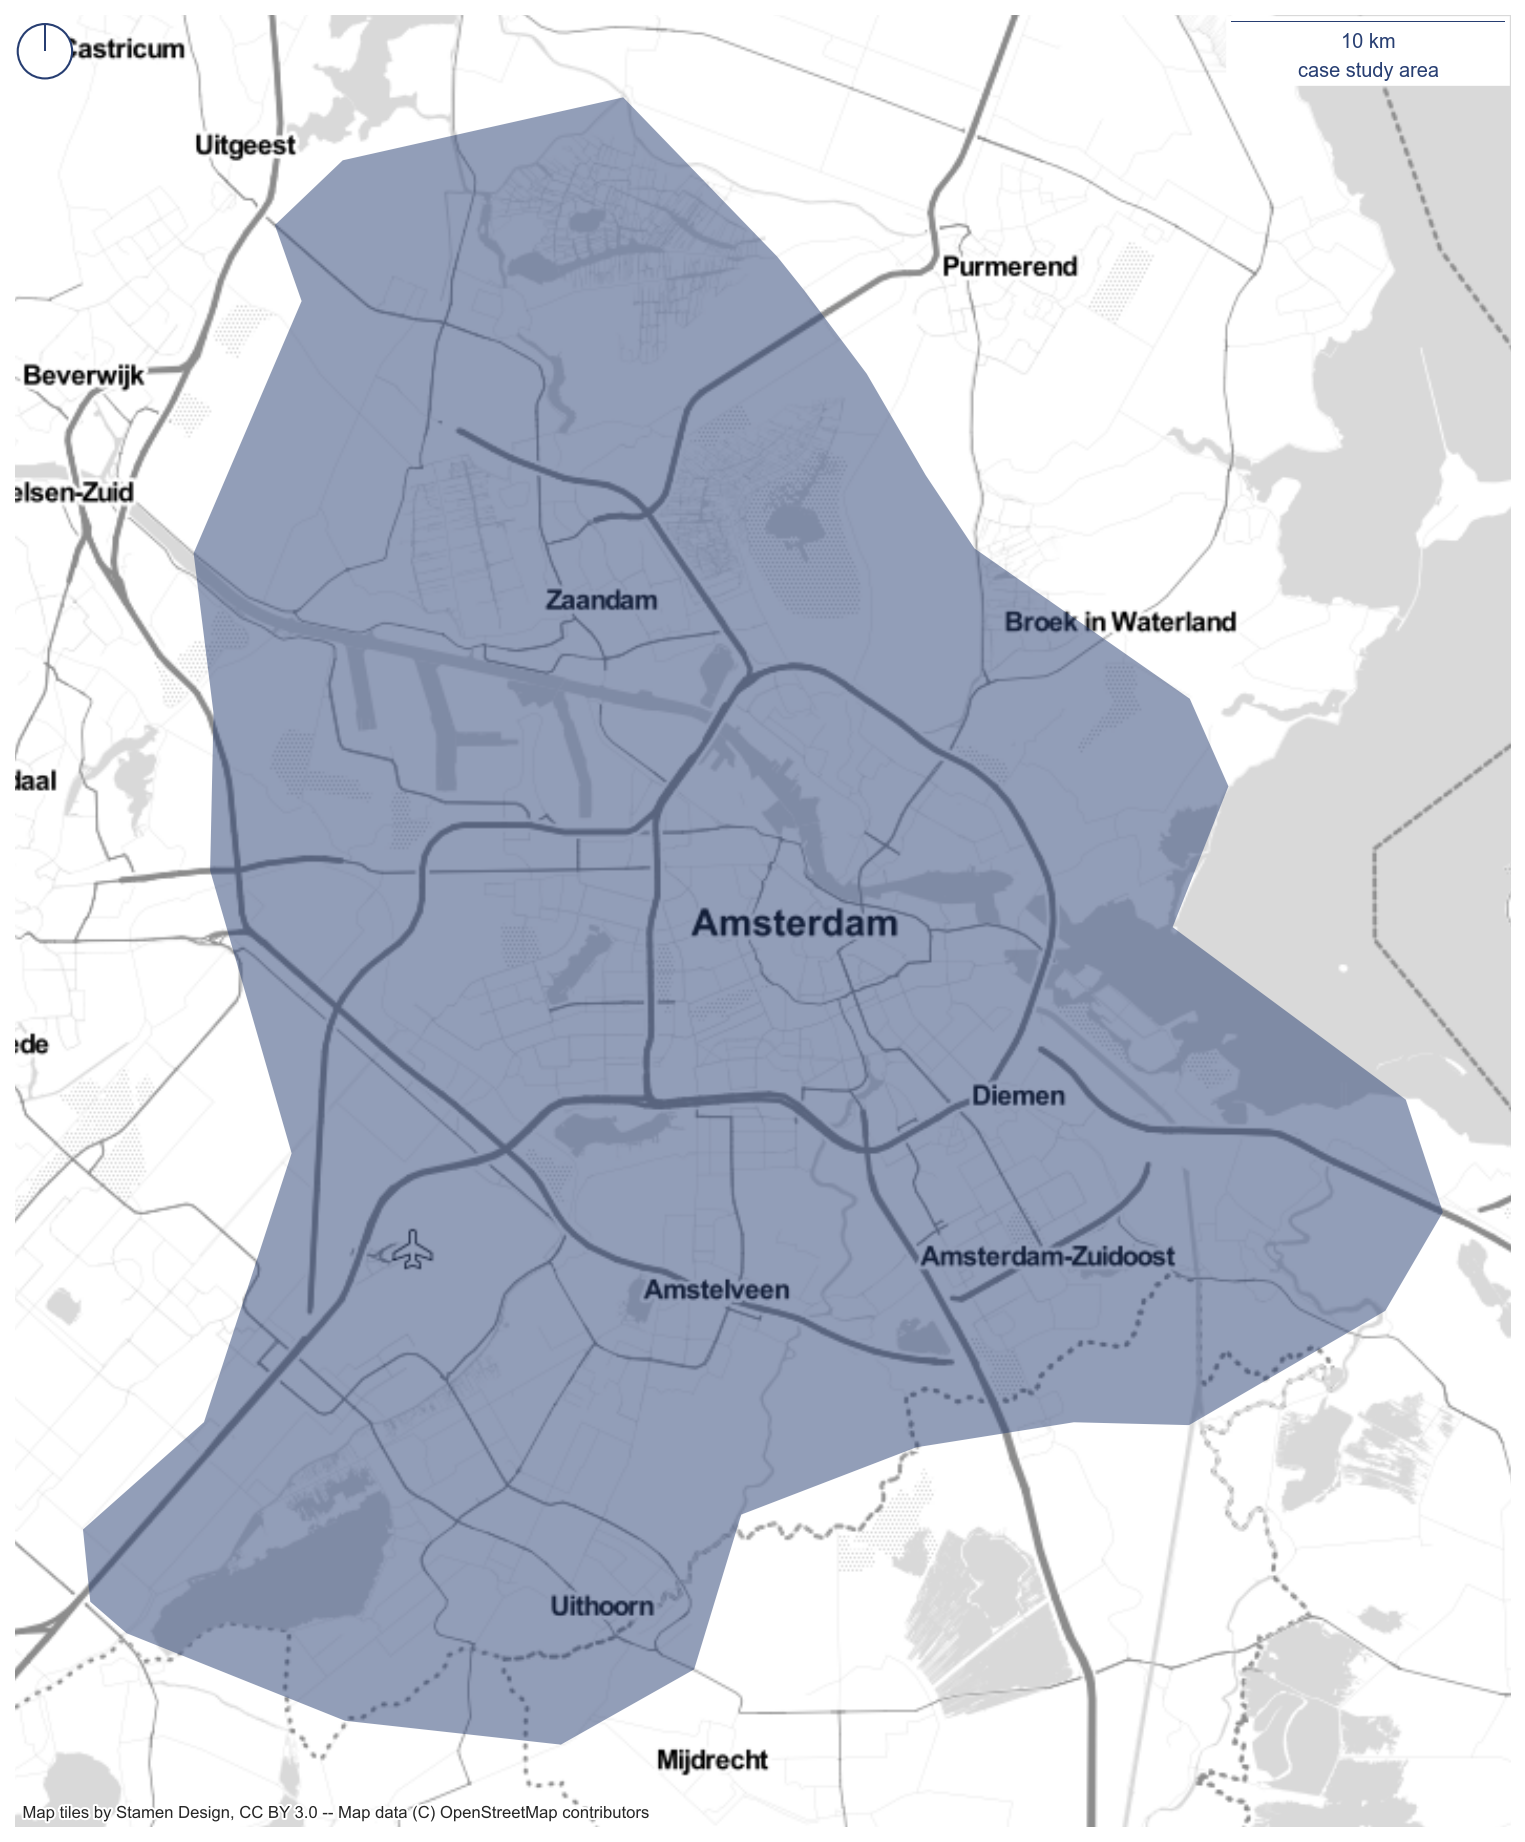 Castricum
10 km
case study area
Uitgeest
Purmerend
Beverwijk
elsen-Zuid
Zaandam
Broek in Waterland
daal
Amsterdam
ede
Diemen
Amsterdam-Zuidoost
Amstelveen
Uithoorn
Mijdrecht
Map tiles by Stamen Design, CC BY 3.0 -- Map data (C) OpenStreetMap contributors